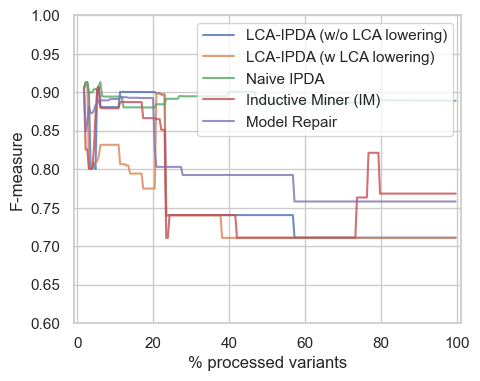 1.00
0.95
0.90
0.85
0.80
0.75
0.70
0.65
0.60
F-measure
LCA-IPDA (w/o LCA lowering)
LCA-IPDA (w LCA lowering)
Naive IPDA
Inductive Miner (IM)
Model Repair
0 20 40 60 80 100
% processed variants